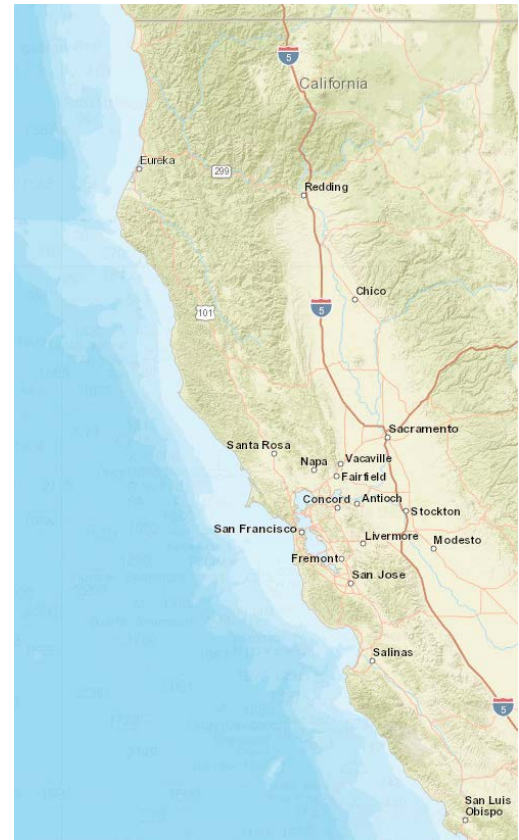 5
California
Eureka
299
Redding
Chico
5
101
Sacramento
Santa Rosa
Vacaville
Napa
Fairfield
Concord
Antioch
Stockton
San Francisco
Livermore
Modesto
Fremont
San Jose
Salinas
5
San Luis
Obispo